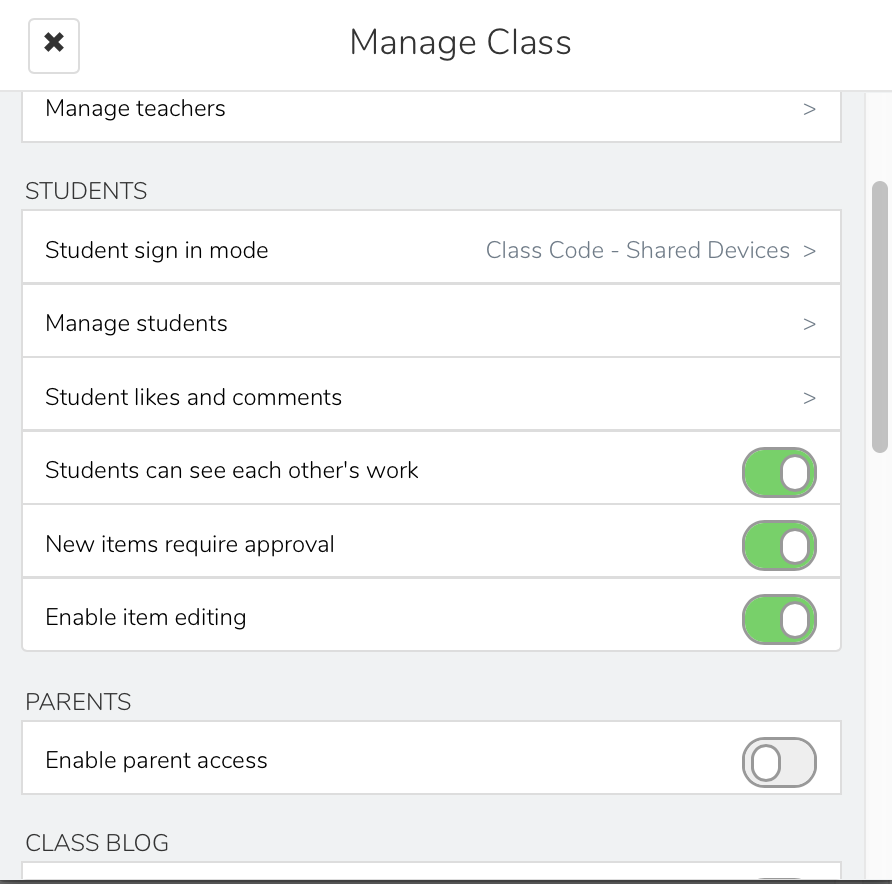 Manage Class
Manage teachers >
STUDENTS
Student sign in mode Class Code - Shared Devices >
Manage students >
Student likes and comments >
Students can see each other's work
New items require approval
Enable item editing
PARENTS
Enable parent access
CLASS BLOG